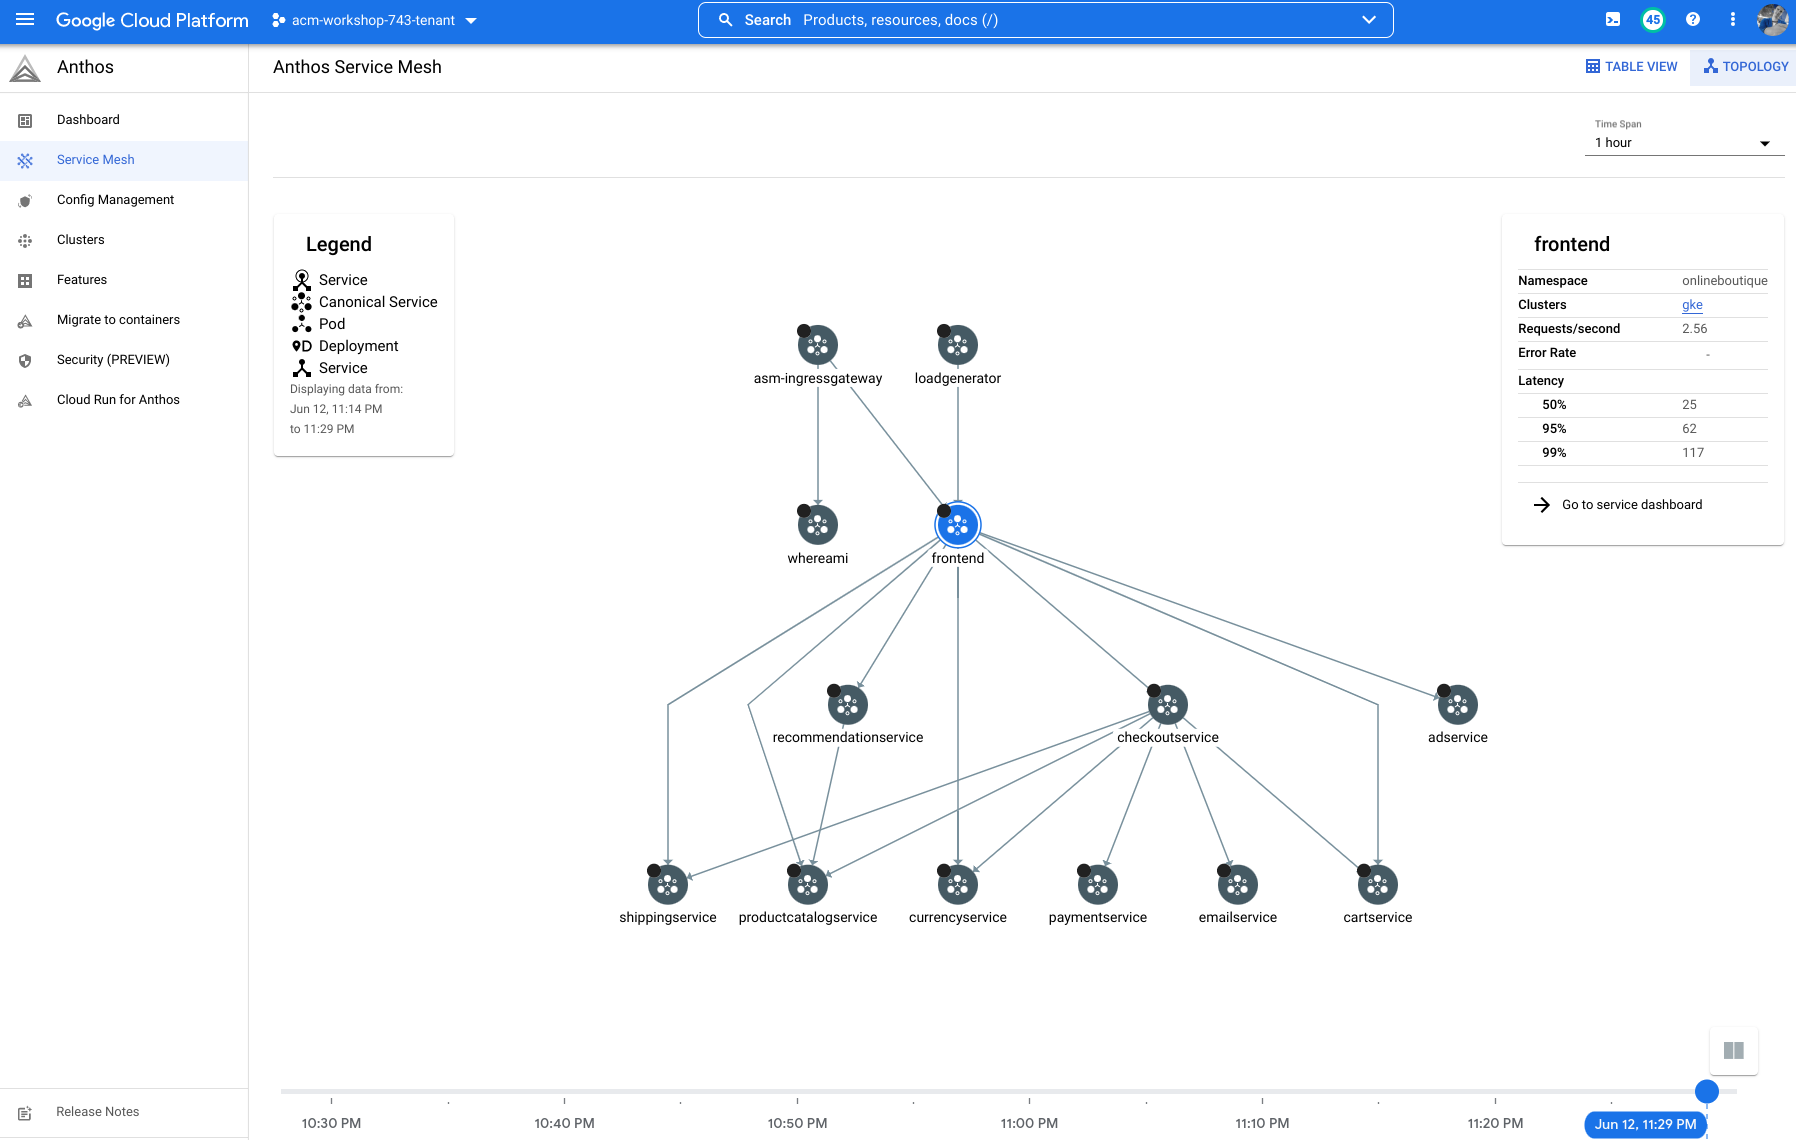 Google Cloud Platform
acm-workshop-743-tenant
Search Products, resources, docs (/)
45
Anthos
Anthos Service Mesh
TABLE VIEW
TOPOLOGY
Dashboard
Service Mesh
Config Management
Clusters
Features
Migrate to containers
Security (PREVIEW)
Cloud Run for Anthos
Release Notes
Time Span
1 hour
Legend
Service
Canonical Service
Pod
D Deployment
Service
Displaying data from:
Jun 12, 11:14 PM
to 11:29 PM
asm-ingressgateway
loadgenerator
whereami
frontend
recommendationservice
checkoutservice
adservice
shippingservice
productcatalogservice
currencyservice
paymentservice
emailservice
cartservice
frontend
Namespace onlineboutique
Clusters gke
Requests/second 2.56
Error Rate -
Latency
50% 25
95% 62
99% 117
Go to service dashboard
10:30 PM
10:40 PM
10:50 PM
11:00 PM
11:10 PM
11:20 PM
Jun 12, 11:29 PM